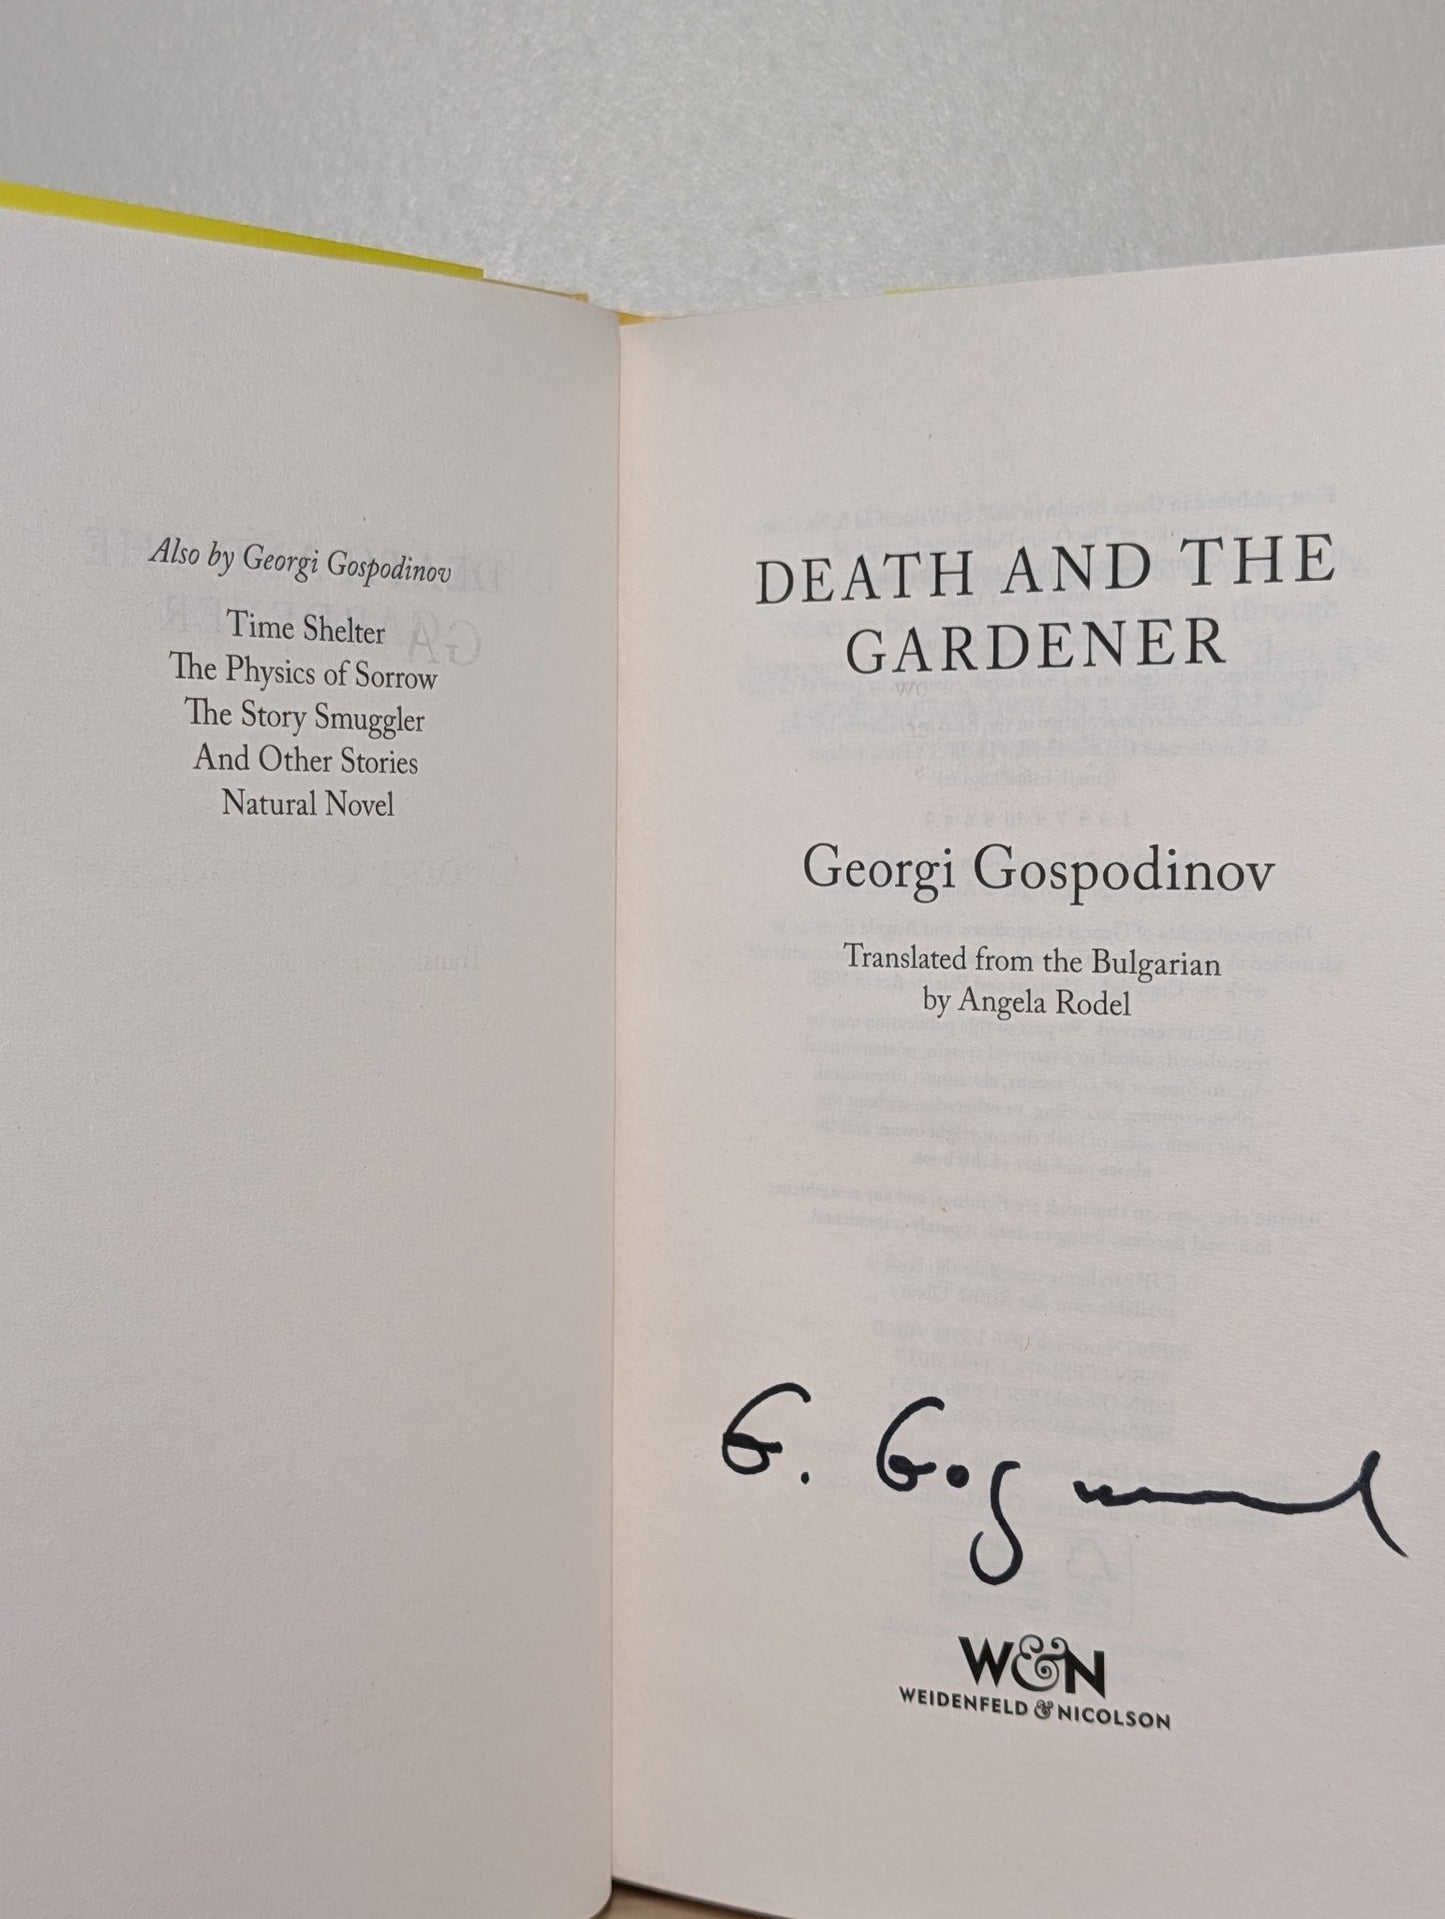 Also by Georgi Gospodinov
Time Shelter
The Physics of Sorrow
The Story Smuggler
And Other Stories
Natural Novel
DEATH AND THE
GARDENER
Georgi Gospodinov
Translated from the Bulgarian
by Angela Rodel
G.
W&N
WEIDENFELD & NICOLSON